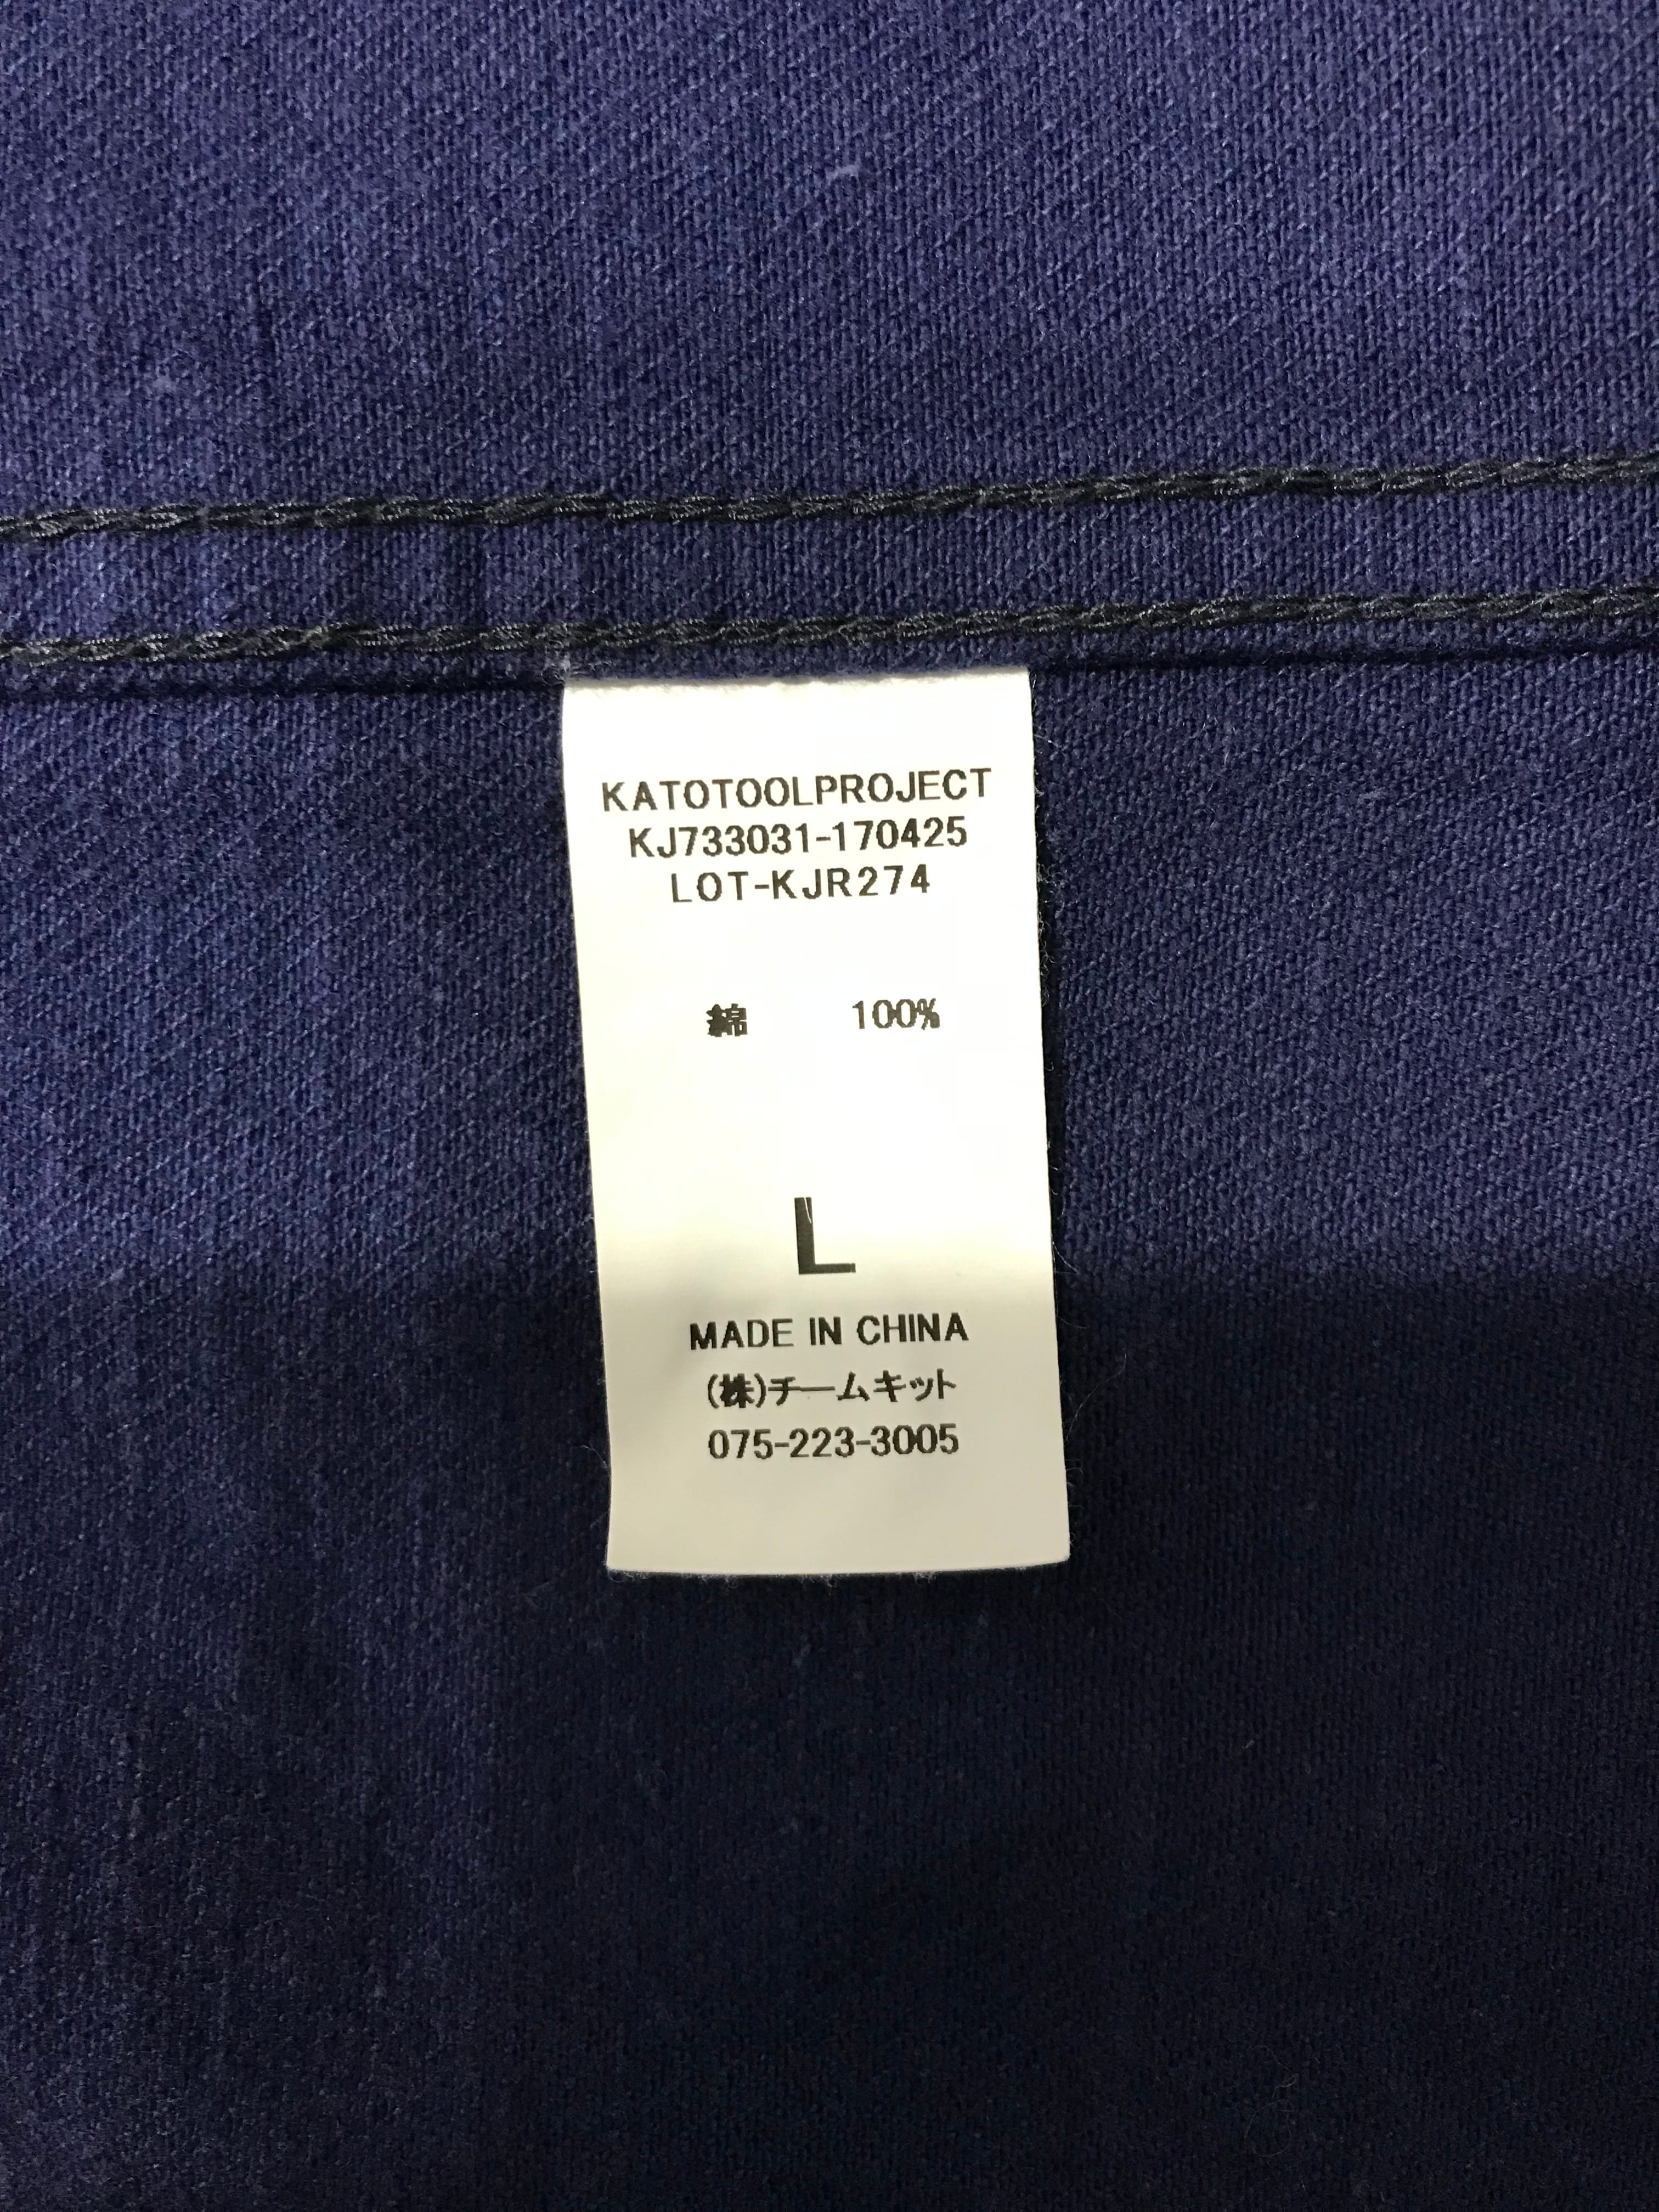 KATOTOOLPROJECT
KJ733031-170425
LOT-KJR274
綿 100%
L
MADE IN CHINA
(株)チームキット
075-223-3005